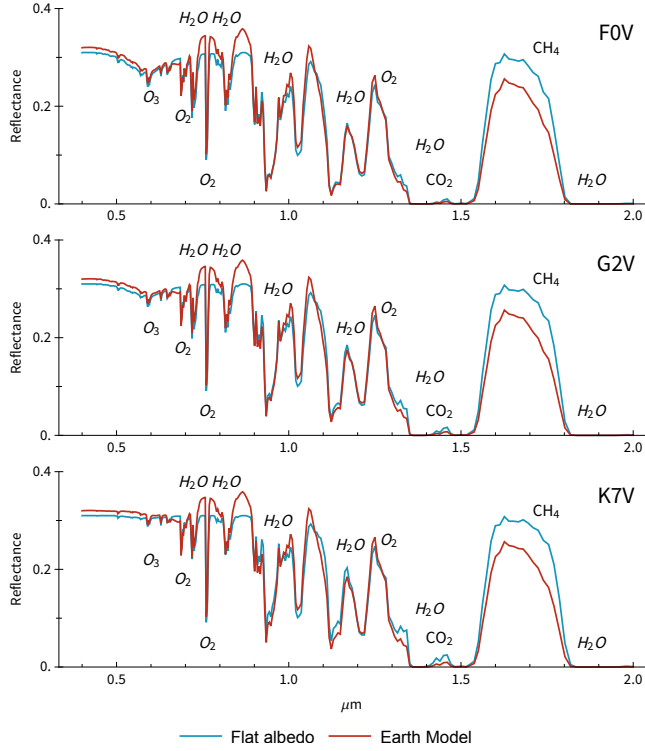 F0V
0.4
H₂O H₂O
CH₄
H₂O
O₂
Reflectance
0.2
O₃
O₂
H₂O
H₂O
O₂
CO₂
H₂O
0.
0.5
1.0
1.5
2.0
G2V
0.4
H₂O H₂O
CH₄
H₂O
O₂
Reflectance
0.2
O₃
O₂
H₂O
H₂O
O₂
CO₂
H₂O
0.
0.5
1.0
1.5
2.0
K7V
0.4
H₂O H₂O
CH₄
H₂O
O₂
Reflectance
0.2
O₃
O₂
H₂O
H₂O
O₂
CO₂
H₂O
0.
0.5
1.0
1.5
2.0
μm
Flat albedo
Earth Model